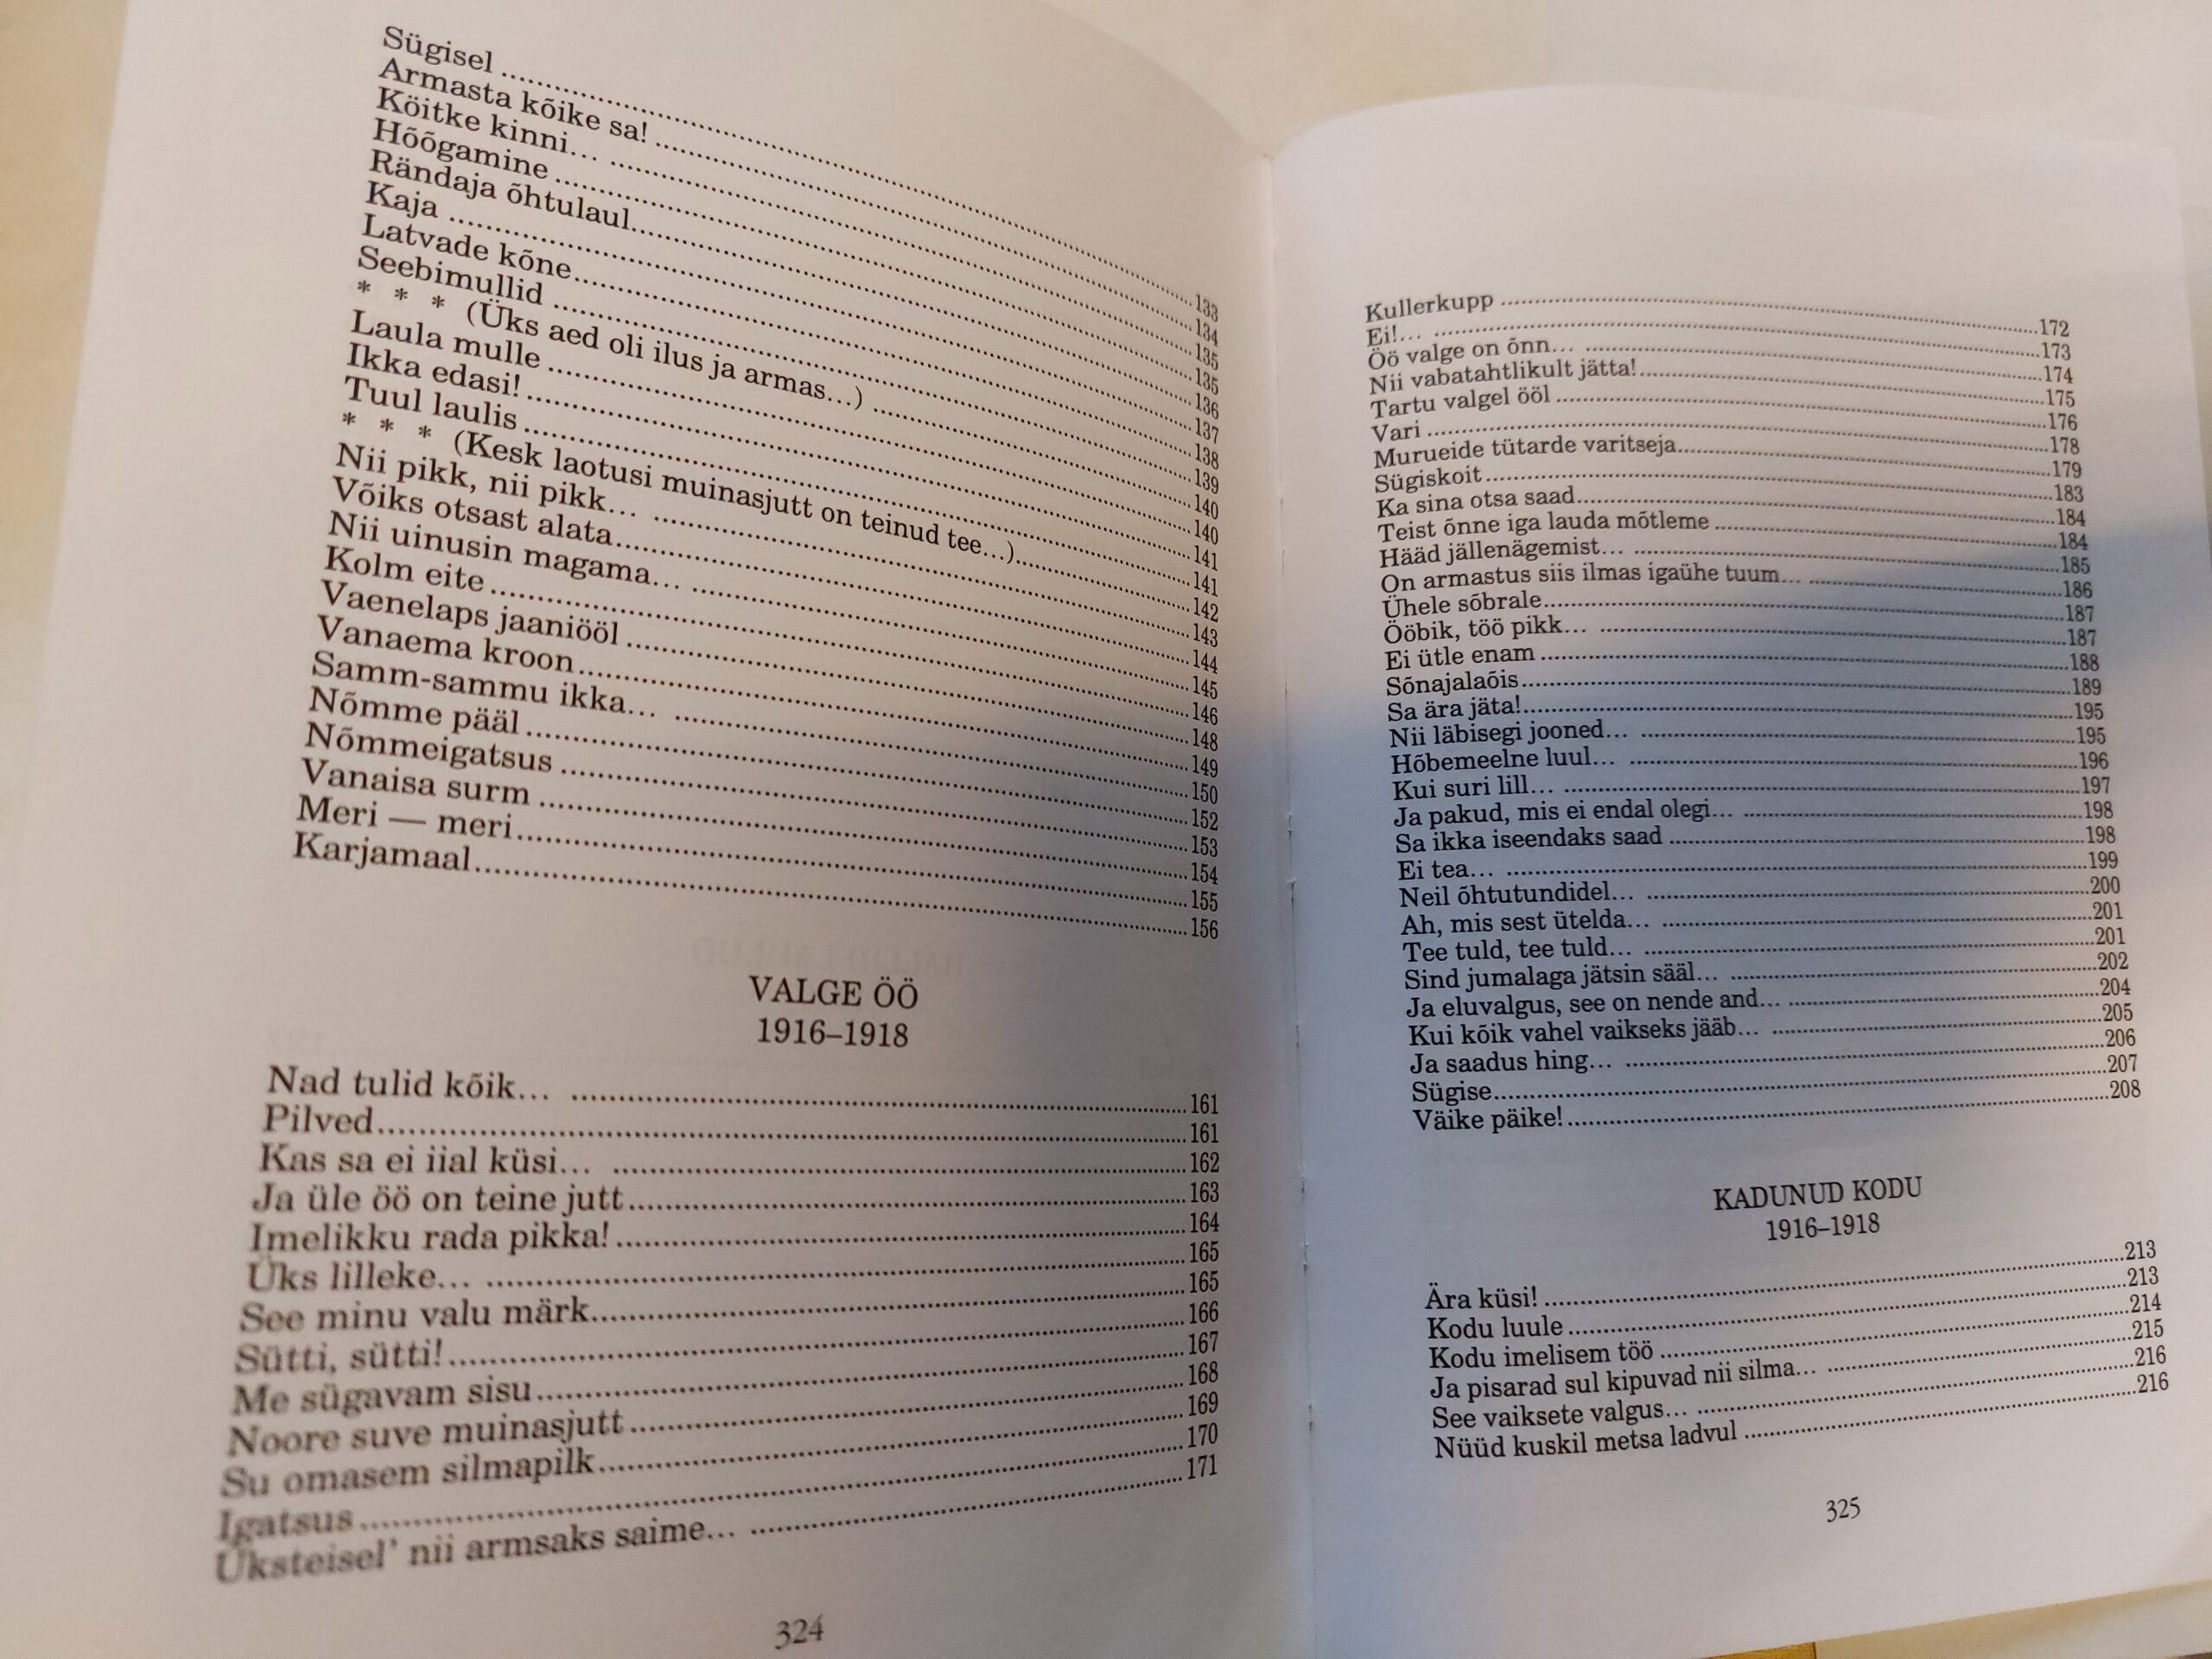 Sügisel ........ 133
Armasta kõike sa! ........ 134
Köitke kinni… ........ 135
Hõõgamine ........ 135
Rändaja õhtulaul ........ 136
Kaja ........ 137
Latvade kõne ........ 138
Seebimullid ........ 139
* * * (Üks aed oli ilus ja armas…) ........ 140
Laula mulle ........ 140
Ikka edasi! ........ 141
Tuul laulis ........ 141
* * * (Kesk laotusi muinasjutt on teinud tee…) ........ 142
Nii pikk, nii pikk… ........ 143
Võiks otsast alata ........ 144
Nii uinusin magama… ........ 145
Kolm eite ........ 146
Vaenelaps jaaniööl ........ 148
Vanaema kroon ........ 149
Samm-sammu ikka… ........ 150
Nõmme pääl ........ 152
Nõmmeigatsus ........ 153
Vanaisa surm ........ 154
Meri — meri ........ 155
Karjamaal ........ 156
VALGE ÖÖ
1916–1918
Nad tulid kõik… ........ 161
Pilved ........ 161
Kas sa ei iial küsi… ........ 162
Ja üle öö on teine jutt ........ 163
Imelikku rada pikka! ........ 164
Üks lilleke… ........ 165
See minu valu märk ........ 165
Sütti, sütti! ........ 166
Me sügavam sisu ........ 167
Noore suve muinasjutt ........ 168
Su omasem silmapilk ........ 169
Igatsus ........ 170
Üksteisel’ nii armsaks saime… ........ 171
324
Kullerkupp ........ 172
Ei!… ........ 173
Öö valge on õnn… ........ 174
Nii vabatahtlikult jätta! ........ 175
Tartu valgel ööl ........ 176
Vari ........ 178
Murueide tütarde varitseja ........ 179
Sügiskoit ........ 183
Ka sina otsa saad ........ 184
Teist õnne iga lauda mõtleme ........ 184
Hääd jällenägemist… ........ 185
On armastus siis ilmas igaühe tuum… ........ 186
Ühele sõbrale ........ 187
Ööbik, töö pikk… ........ 187
Ei ütle enam ........ 188
Sõnajalaõis ........ 189
Sa ära jäta! ........ 195
Nii läbisegi jooned… ........ 195
Hõbemeelne luul… ........ 196
Kui suri lill… ........ 197
Ja pakud, mis ei endal olegi… ........ 198
Sa ikka iseendaks saad ........ 198
Ei tea… ........ 199
Neil õhtutundidel… ........ 200
Ah, mis sest ütelda… ........ 201
Tee tuld, tee tuld… ........ 201
Sind jumalaga jätsin sääl… ........ 202
Ja eluvalgus, see on nende and… ........ 204
Kui kõik vahel vaikseks jääb… ........ 205
Ja saadus hing… ........ 206
Sügise ........ 207
Väike päike! ........ 208
KADUNUD KODU
1916–1918
Ära küsi! ........ 213
Kodu luule ........ 213
Kodu imelisem töö ........ 214
Ja pisarad sul kipuvad nii silma… ........ 215
See vaiksete valgus… ........ 216
Nüüd kuskil metsa ladvul ........ 216
325